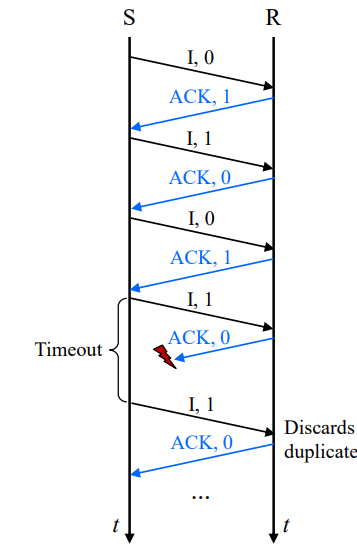 S R
I, 0
ACK, 1
I, 1
ACK, 0
I, 0
ACK, 1
I, 1
Timeout
ACK, 0
I, 1
Discards
duplicate
ACK, 0
...
t t